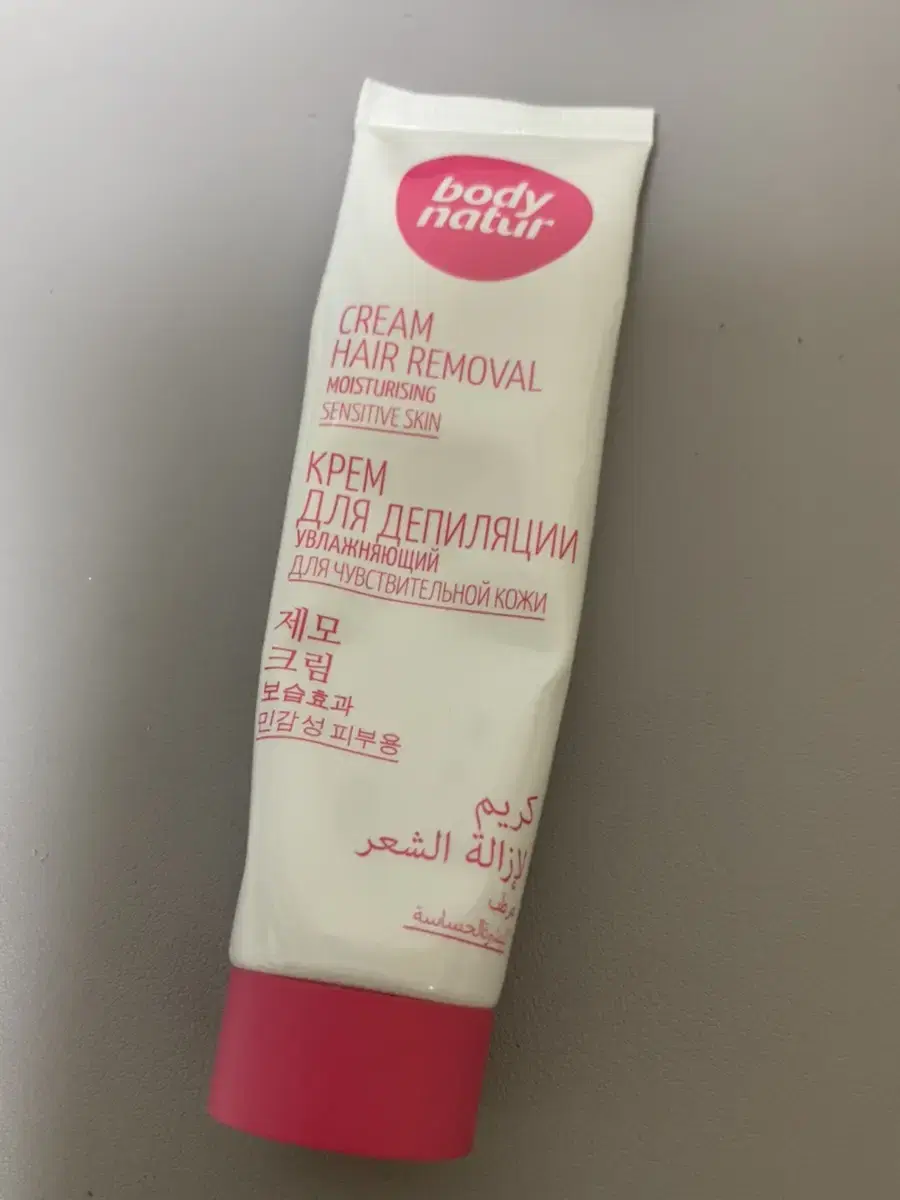 body
natur
CREAM
HAIR REMOVAL
MOISTURISING
SENSITIVE SKIN
КРЕМ
ДЛЯ ДЕПИЛЯЦИИ
УВЛАЖНЯЮЩИЙ
ДЛЯ ЧУВСТВИТЕЛЬНОЙ КОЖИ
제모
크림
보습효과
민감성 피부용
كريم
لإزالة الشعر
الحساسة